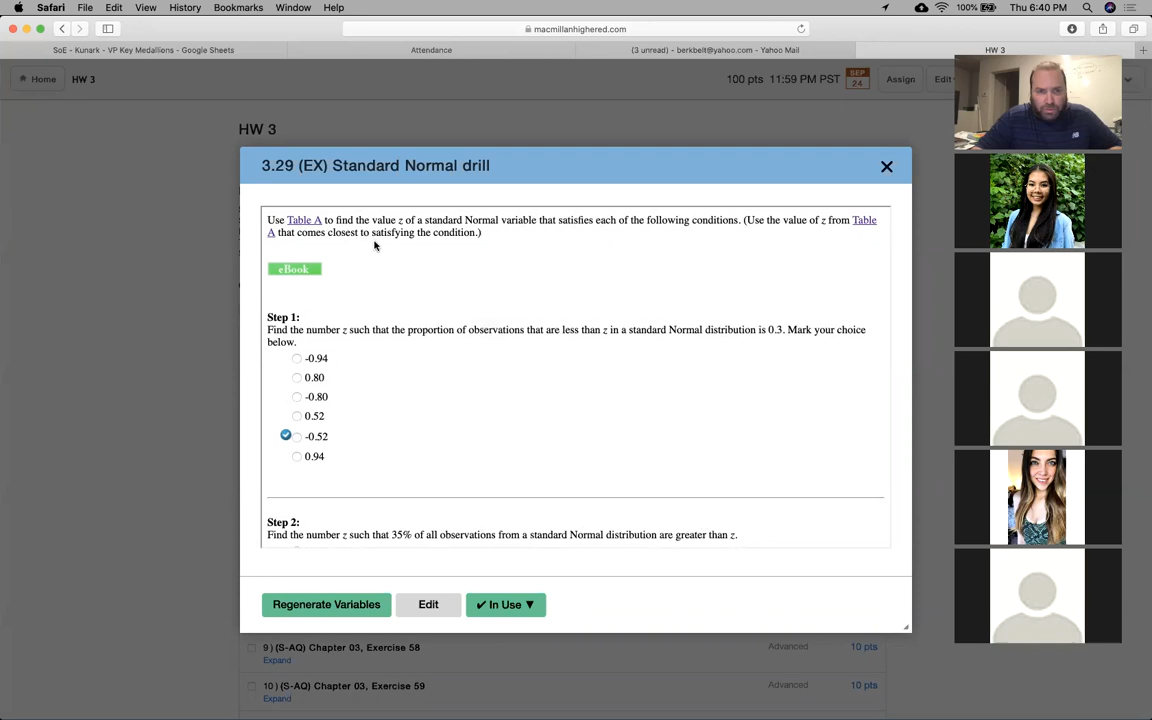 Safari File Edit View History Bookmarks Window Help 100% Thu 6:40 PM
macmillanhighered.com
SoE - Kunark - VP Key Medallions - Google Sheets Attendance (3 unread) - berkbelt@yahoo.com - Yahoo Mail HW 3
Home HW 3 100 pts 11:59 PM PST SEP 24 Assign Edit
HW 3
3.29 (EX) Standard Normal drill
Use Table A to find the value z of a standard Normal variable that satisfies each of the following conditions. (Use the value of z from Table
A that comes closest to satisfying the condition.)
eBook
Step 1:
Find the number z such that the proportion of observations that are less than z in a standard Normal distribution is 0.3. Mark your choice
below.
-0.94
0.80
-0.80
0.52
-0.52
0.94
Step 2:
Find the number z such that 35% of all observations from a standard Normal distribution are greater than z.
Regenerate Variables Edit ✔ In Use ▼
9 ) (S-AQ) Chapter 03, Exercise 58 Advanced 10 pts
Expand
10 ) (S-AQ) Chapter 03, Exercise 59 Advanced 10 pts
Expand